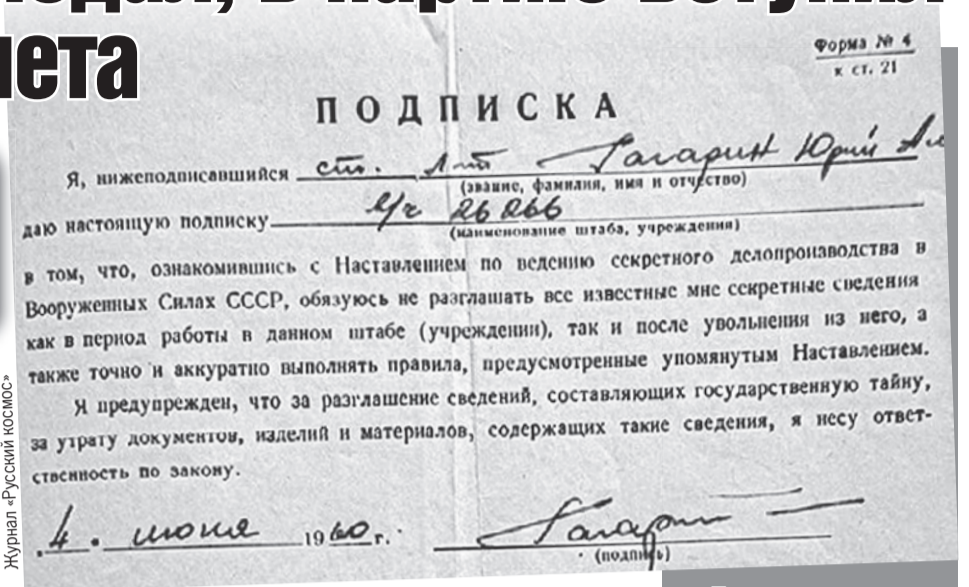 лета
Форма № 4
к ст. 21
ПОДПИСКА
Я, нижеподписавшийся ст. л-т Гагарин Юрий Ал
(звание, фамилия, имя и отчество)
даю настоящую подписку в/ч 26266
(наименование штаба, учреждения)
в том, что, ознакомившись с Наставлением по ведению секретного делопроизводства в
Вооруженных Силах СССР, обязуюсь не разглашать все известные мне секретные сведения
как в период работы в данном штабе (учреждении), так и после увольнения из него, а
также точно и аккуратно выполнять правила, предусмотренные упомянутым Наставлением.
Я предупрежден, что за разглашение сведений, составляющих государственную тайну,
за утрату документов, изделий и материалов, содержащих такие сведения, я несу ответ-
ственность по закону.
4. июня 1960 г. Гагарин
(подпись)
Журнал «Русский космос»